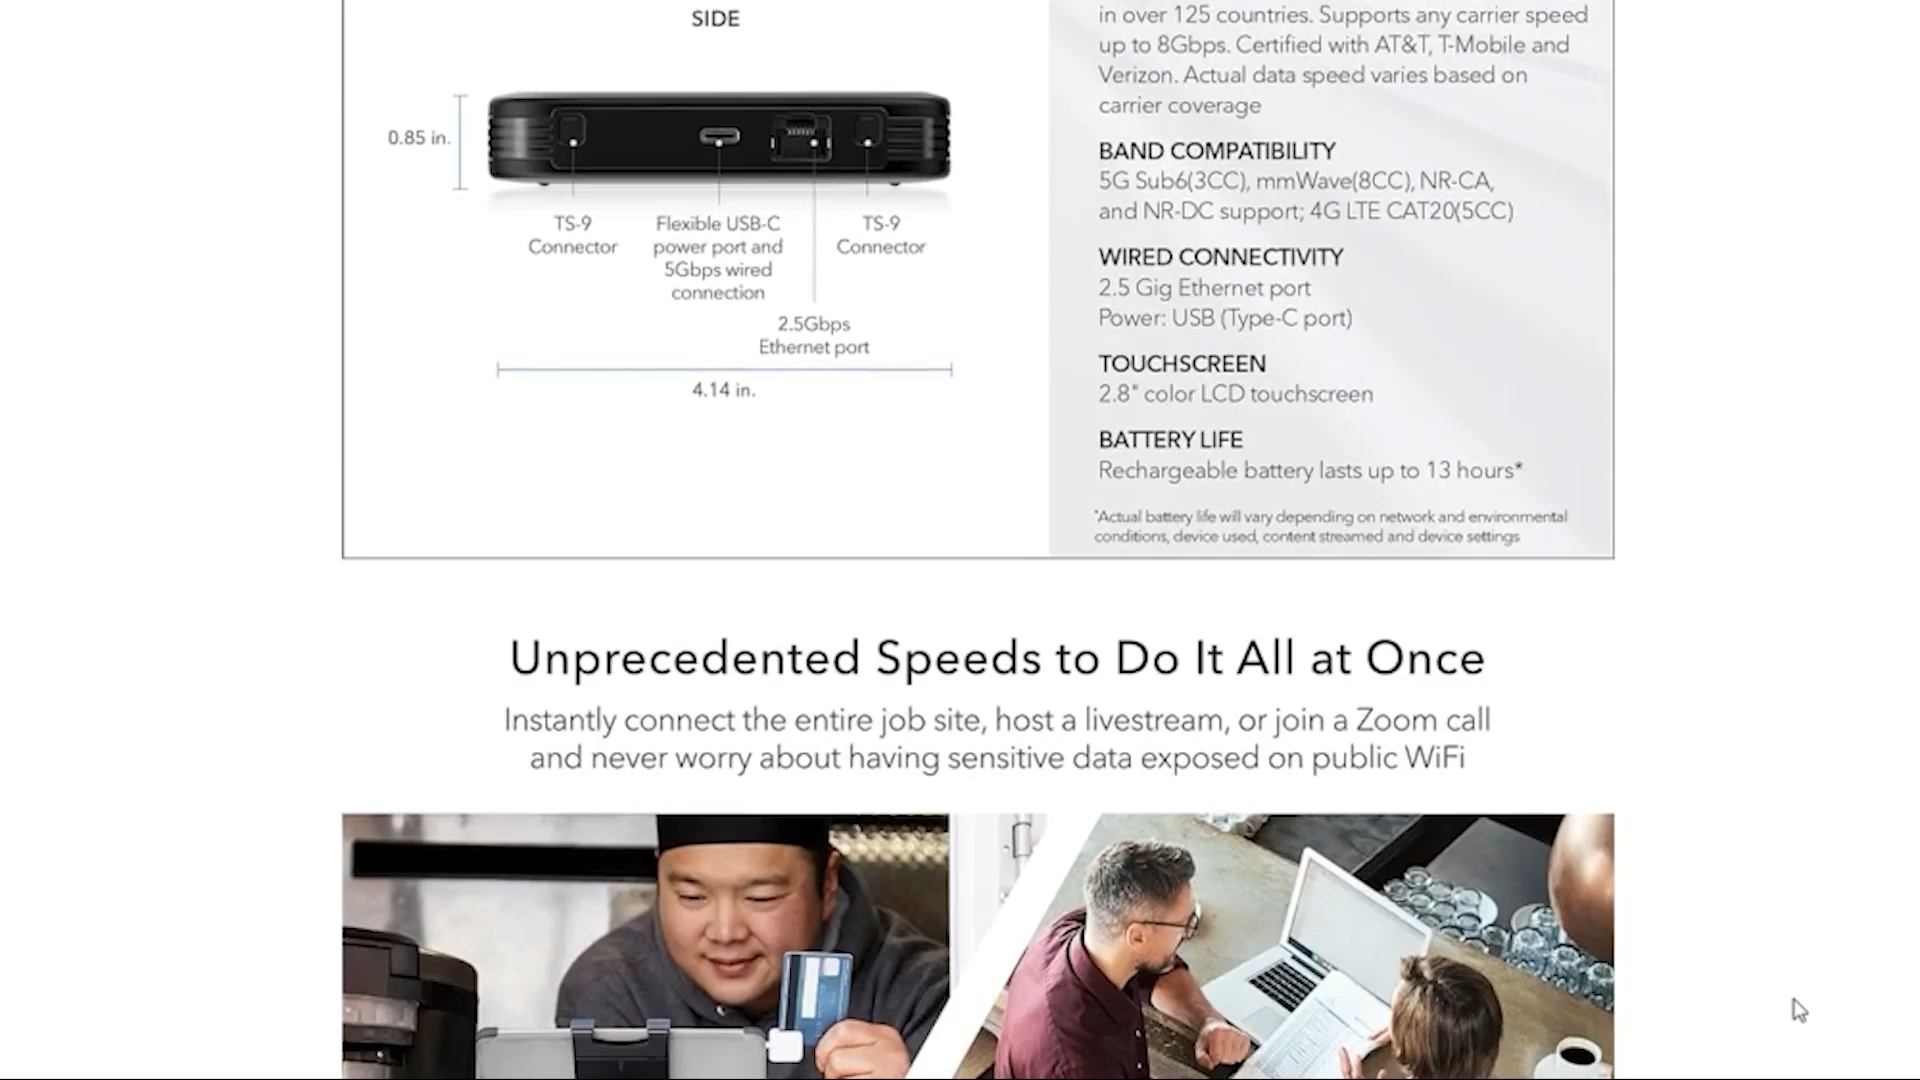 SIDE
0.85 in.
TS-9
Connector
Flexible USB-C
power port and
5Gbps wired
connection
TS-9
Connector
2.5Gbps
Ethernet port
4.14 in.
in over 125 countries. Supports any carrier speed
up to 8Gbps. Certified with AT&T, T-Mobile and
Verizon. Actual data speed varies based on
carrier coverage
BAND COMPATIBILITY
5G Sub6(3CC), mmWave(8CC), NR-CA,
and NR-DC support; 4G LTE CAT20(5CC)
WIRED CONNECTIVITY
2.5 Gig Ethernet port
Power: USB (Type-C port)
TOUCHSCREEN
2.8" color LCD touchscreen
BATTERY LIFE
Rechargeable battery lasts up to 13 hours*
*Actual battery life will vary depending on network and environmental
conditions, device used, content streamed and device settings
Unprecedented Speeds to Do It All at Once
Instantly connect the entire job site, host a livestream, or join a Zoom call
and never worry about having sensitive data exposed on public WiFi